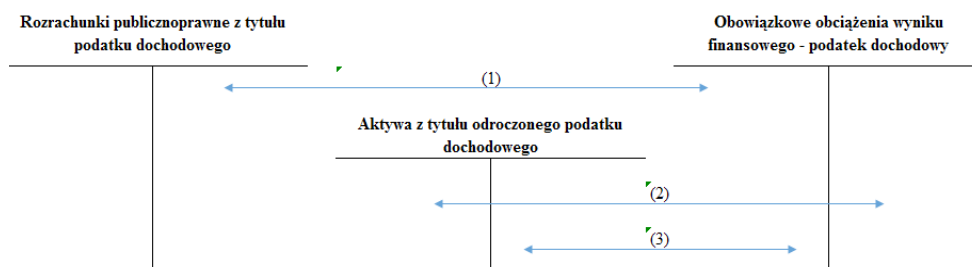 Rozrachunki publicznoprawne z tytułu
podatku dochodowego
Obowiązkowe obciążenia wyniku
finansowego - podatek dochodowy
(1)
Aktywa z tytułu odroczonego podatku
dochodowego
(2)
(3)